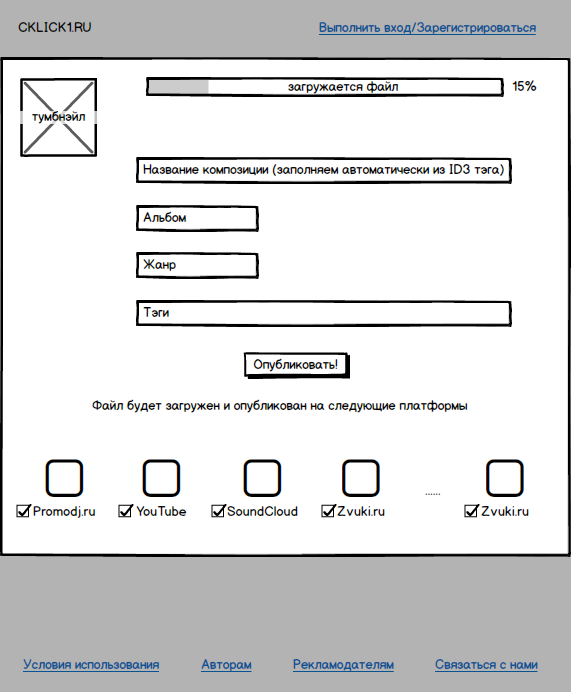 CKLICK1.RU Выполнить вход/Зарегистрироваться
загружается файл 15%
тумбнэйл
Название композиции (заполняем автоматически из ID3 тэга)
Альбом
Жанр
Тэги
Опубликовать!
Файл будет загружен и опубликован на следующие платформы
......
Promodj.ru YouTube SoundCloud Zvuki.ru Zvuki.ru
Условия использования Авторам Рекламодателям Связаться с нами